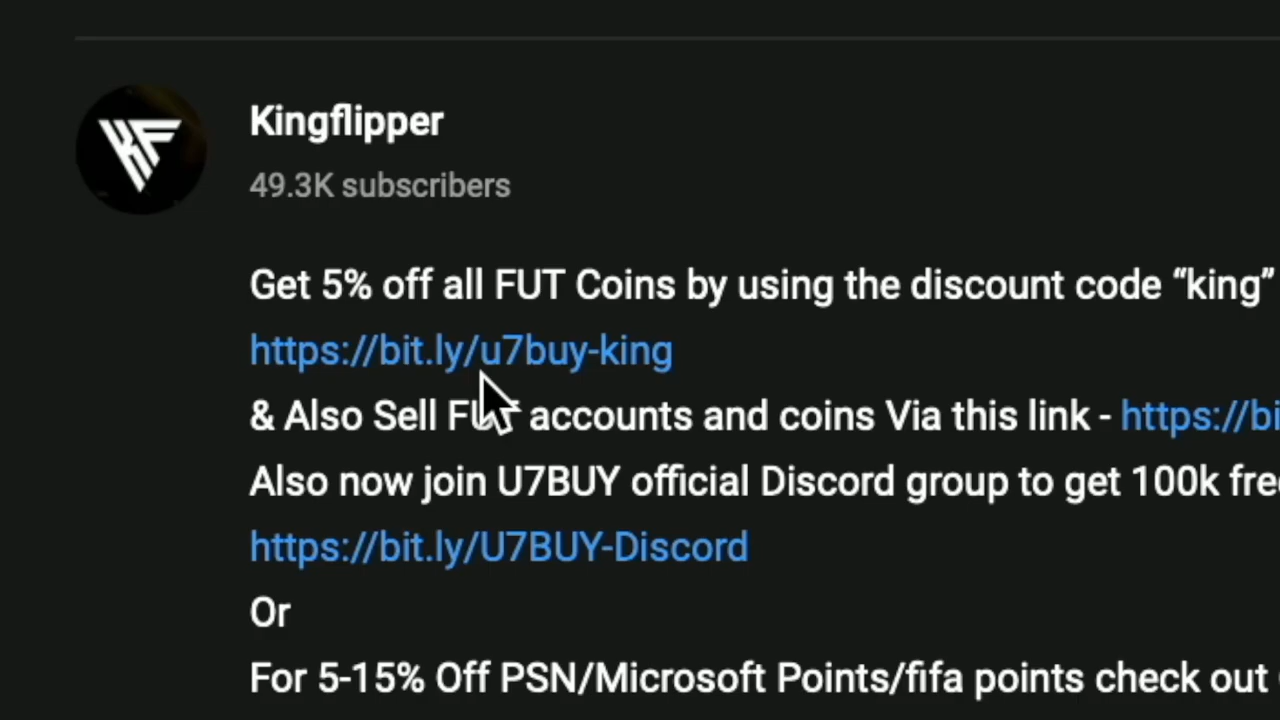 KF
Kingflipper
49.3K subscribers
Get 5% off all FUT Coins by using the discount code “king”
https://bit.ly/u7buy-king
& Also Sell FUT accounts and coins Via this link - https://bi
Also now join U7BUY official Discord group to get 100k fre
https://bit.ly/U7BUY-Discord
Or
For 5-15% Off PSN/Microsoft Points/fifa points check out